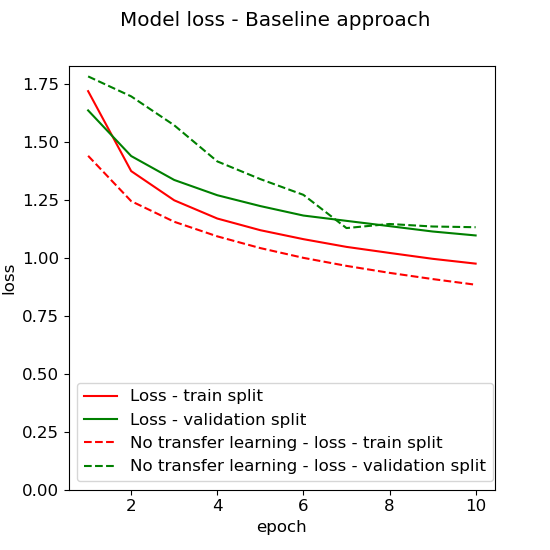 Model loss - Baseline approach
1.75
1.50
1.25
1.00
0.75
0.50
0.25
0.00
loss
Loss - train split
Loss - validation split
No transfer learning - loss - train split
No transfer learning - loss - validation split
2 4 6 8 10
epoch